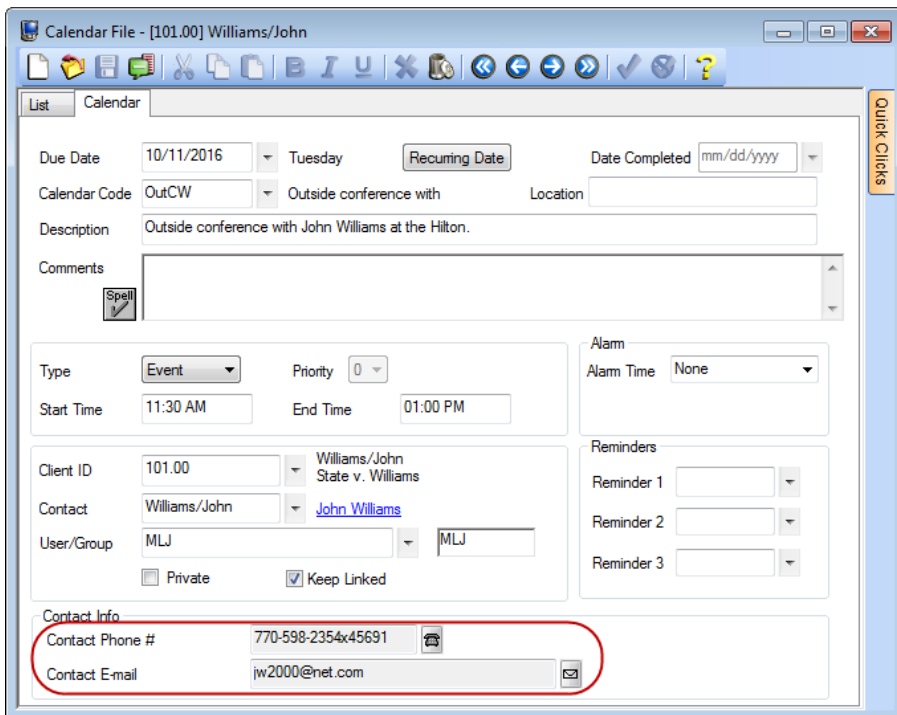 Calendar File - [101.00] Williams/John
List Calendar
Quick Clicks
Due Date 10/11/2016 Tuesday Recurring Date Date Completed mm/dd/yyyy
Calendar Code OutCW Outside conference with Location
Description Outside conference with John Williams at the Hilton.
Comments
Spell
Type Event Priority 0
Start Time 11:30 AM End Time 01:00 PM
Alarm
Alarm Time None
Client ID 101.00 Williams/John
State v. Williams
Contact Williams/John John Williams
User/Group MLJ MLJ
Private Keep Linked
Reminders
Reminder 1
Reminder 2
Reminder 3
Contact Info
Contact Phone # 770-598-2354x45691
Contact E-mail jw2000@net.com